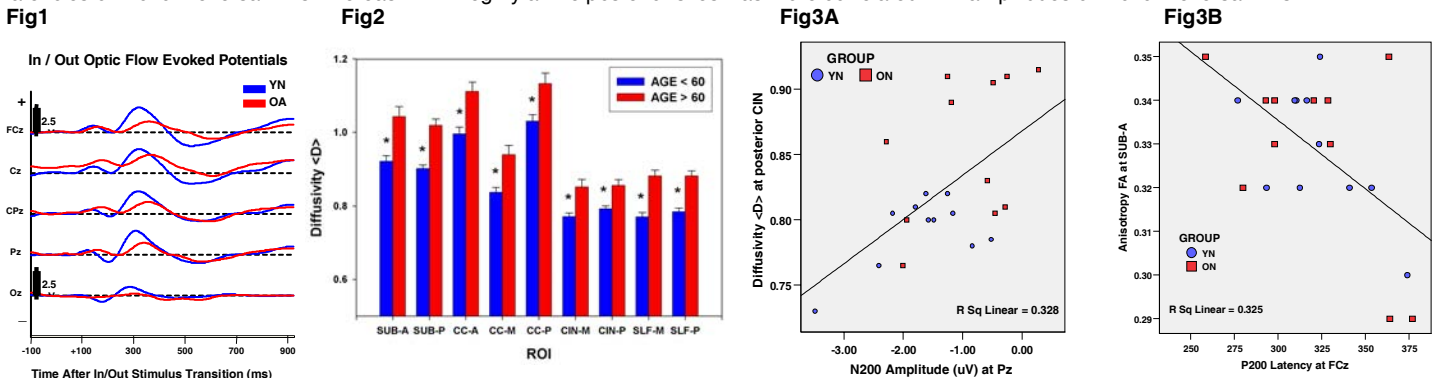 Fig1
Fig2
Fig3A
Fig3B
In / Out Optic Flow Evoked Potentials
YN
OA
+
2.5
FCz
Cz
CPz
Pz
2.5
Oz
_
-100 +100 300 500 700 900
Time After In/Out Stimulus Transition (ms)
1.2
1.0
0.8
0.6
Diffusivity <D>
AGE < 60
AGE > 60
* * * * * * * * *
SUB-A SUB-P CC-A CC-M CC-P CIN-M CIN-P SLF-M SLF-P
ROI
GROUP
YN ON
0.90
0.85
0.80
0.75
Diffusivity <D> at posterior CIN
R Sq Linear = 0.328
-3.00 -2.00 -1.00 0.00
N200 Amplitude (uV) at Pz
0.35
0.34
0.33
0.32
0.31
0.30
0.29
Anisotropy FA at SUB-A
GROUP
YN
ON
R Sq Linear = 0.325
250 275 300 325 350 375
P200 Latency at FCz